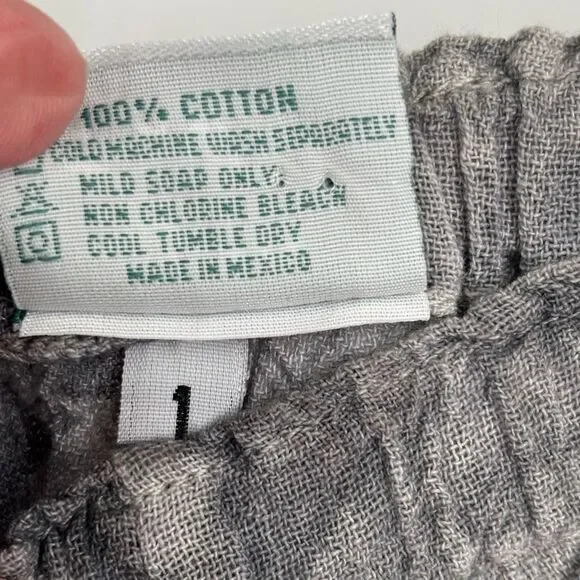 100% COTTON
COLD MACHINE WASH SEPARATELY
MILD SOAP ONLY
NON CHLORINE BLEACH
COOL TUMBLE DRY
MADE IN MEXICO
1